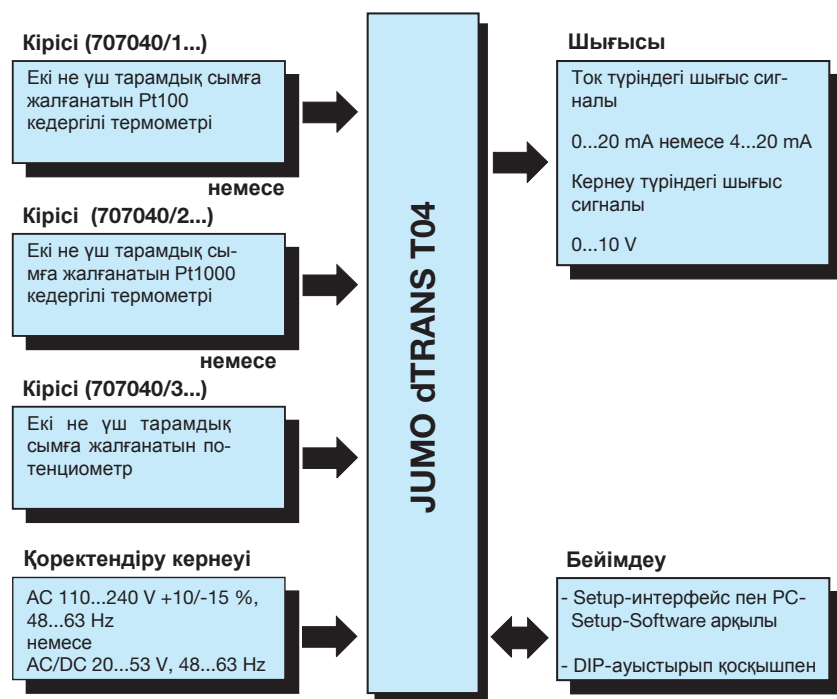 Кірісі (707040/1...)
Екі не үш тарамдық сымға
жалғанатын Pt100
кедергілі термометрі
немесе
Кірісі  (707040/2...)
Екі не үш тарамдық сы-
мға жалғанатын Pt1000
кедергілі термометрі
немесе
Кірісі (707040/3...)
Екі не үш тарамдық
сымға жалғанатын по-
тенциометр
Қоректендіру кернеуі
AC 110...240 V +10/-15 %,
48...63 Hz
немесе
AC/DC 20...53 V, 48...63 Hz
JUMO dTRANS T04
Шығысы
Ток түріндегі шығыс сиг-
налы
0...20 mA немесе 4...20 mA
Кернеу түріндегі шығыс
сигналы
0...10 V
Бейімдеу
- Setup-интерфейс пен PC-
Setup-Software арқылы
- DIP-ауыстырып қосқышпен